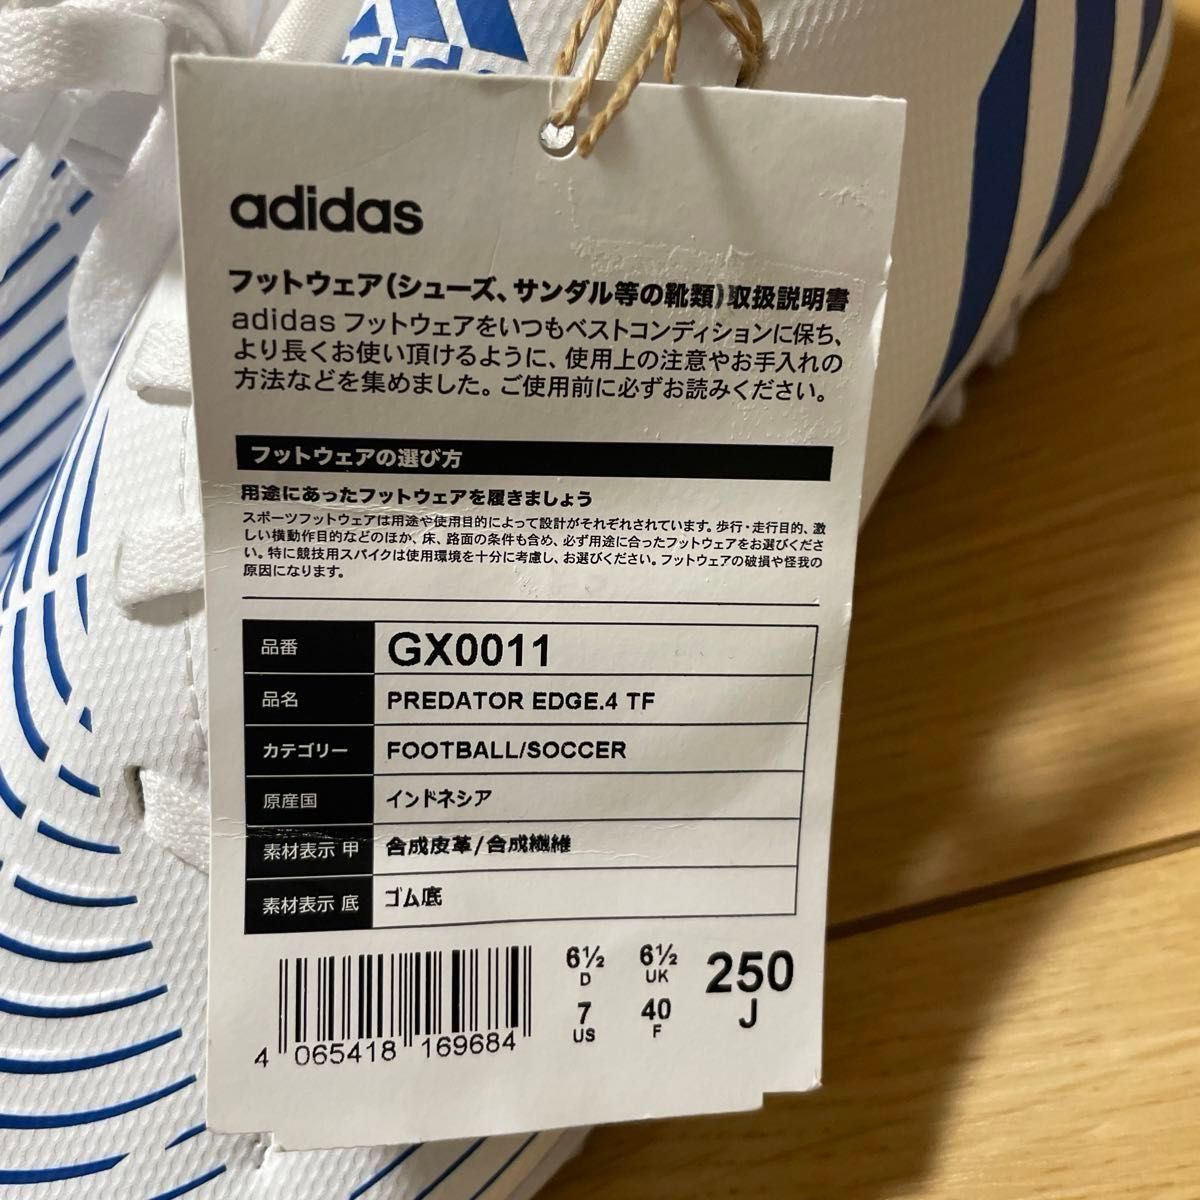 adidas
adidas
フットウェア(シューズ、サンダル等の靴類)取扱説明書
adidas フットウェアをいつもベストコンディションに保ち、
より長くお使い頂けるように、使用上の注意やお手入れの
方法などを集めました。ご使用前に必ずお読みください。
フットウェアの選び方
用途にあったフットウェアを履きましょう
スポーツフットウェアは用途や使用目的によって設計がそれぞれされています。歩行・走行目的、激
しい横動作目的などのほか、床、路面の条件も含め、必ず用途に合ったフットウェアをお選びくださ
い。特に競技用スパイクは使用環境を十分に考慮し、お選びください。フットウェアの破損や怪我の
原因になります。
品番 GX0011
品名 PREDATOR EDGE.4 TF
カテゴリー FOOTBALL/SOCCER
原産国 インドネシア
素材表示 甲 合成皮革/合成繊維
素材表示 底 ゴム底
6½ 6½ 250
D UK J
7 40
US F
4 065418 169684